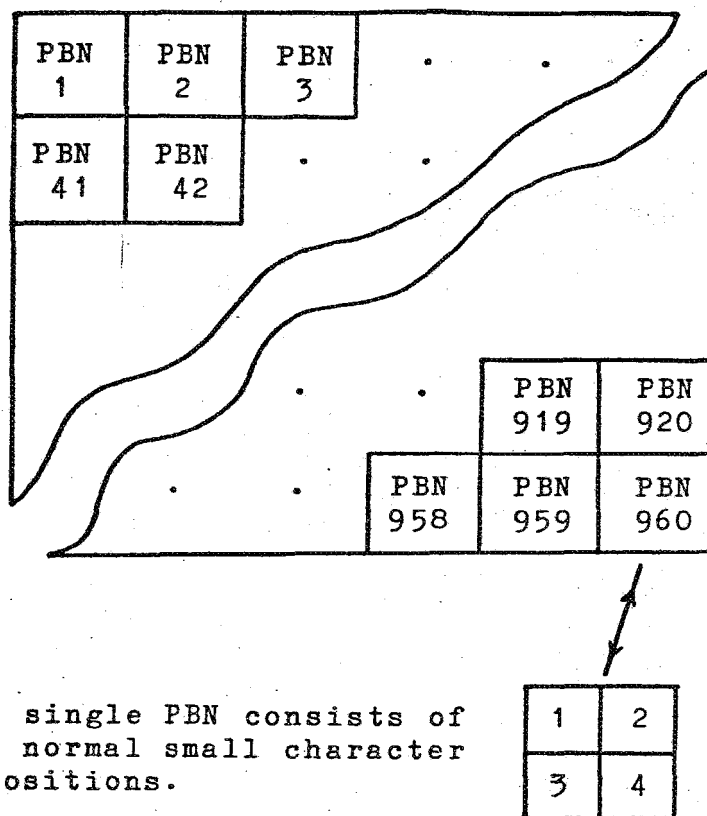 PBN PBN PBN
1 2 3
PBN PBN
41 42
PBN PBN
919 920
PBN PBN PBN
958 959 960
single PBN consists of
normal small character
ositions.
1 2
3 4